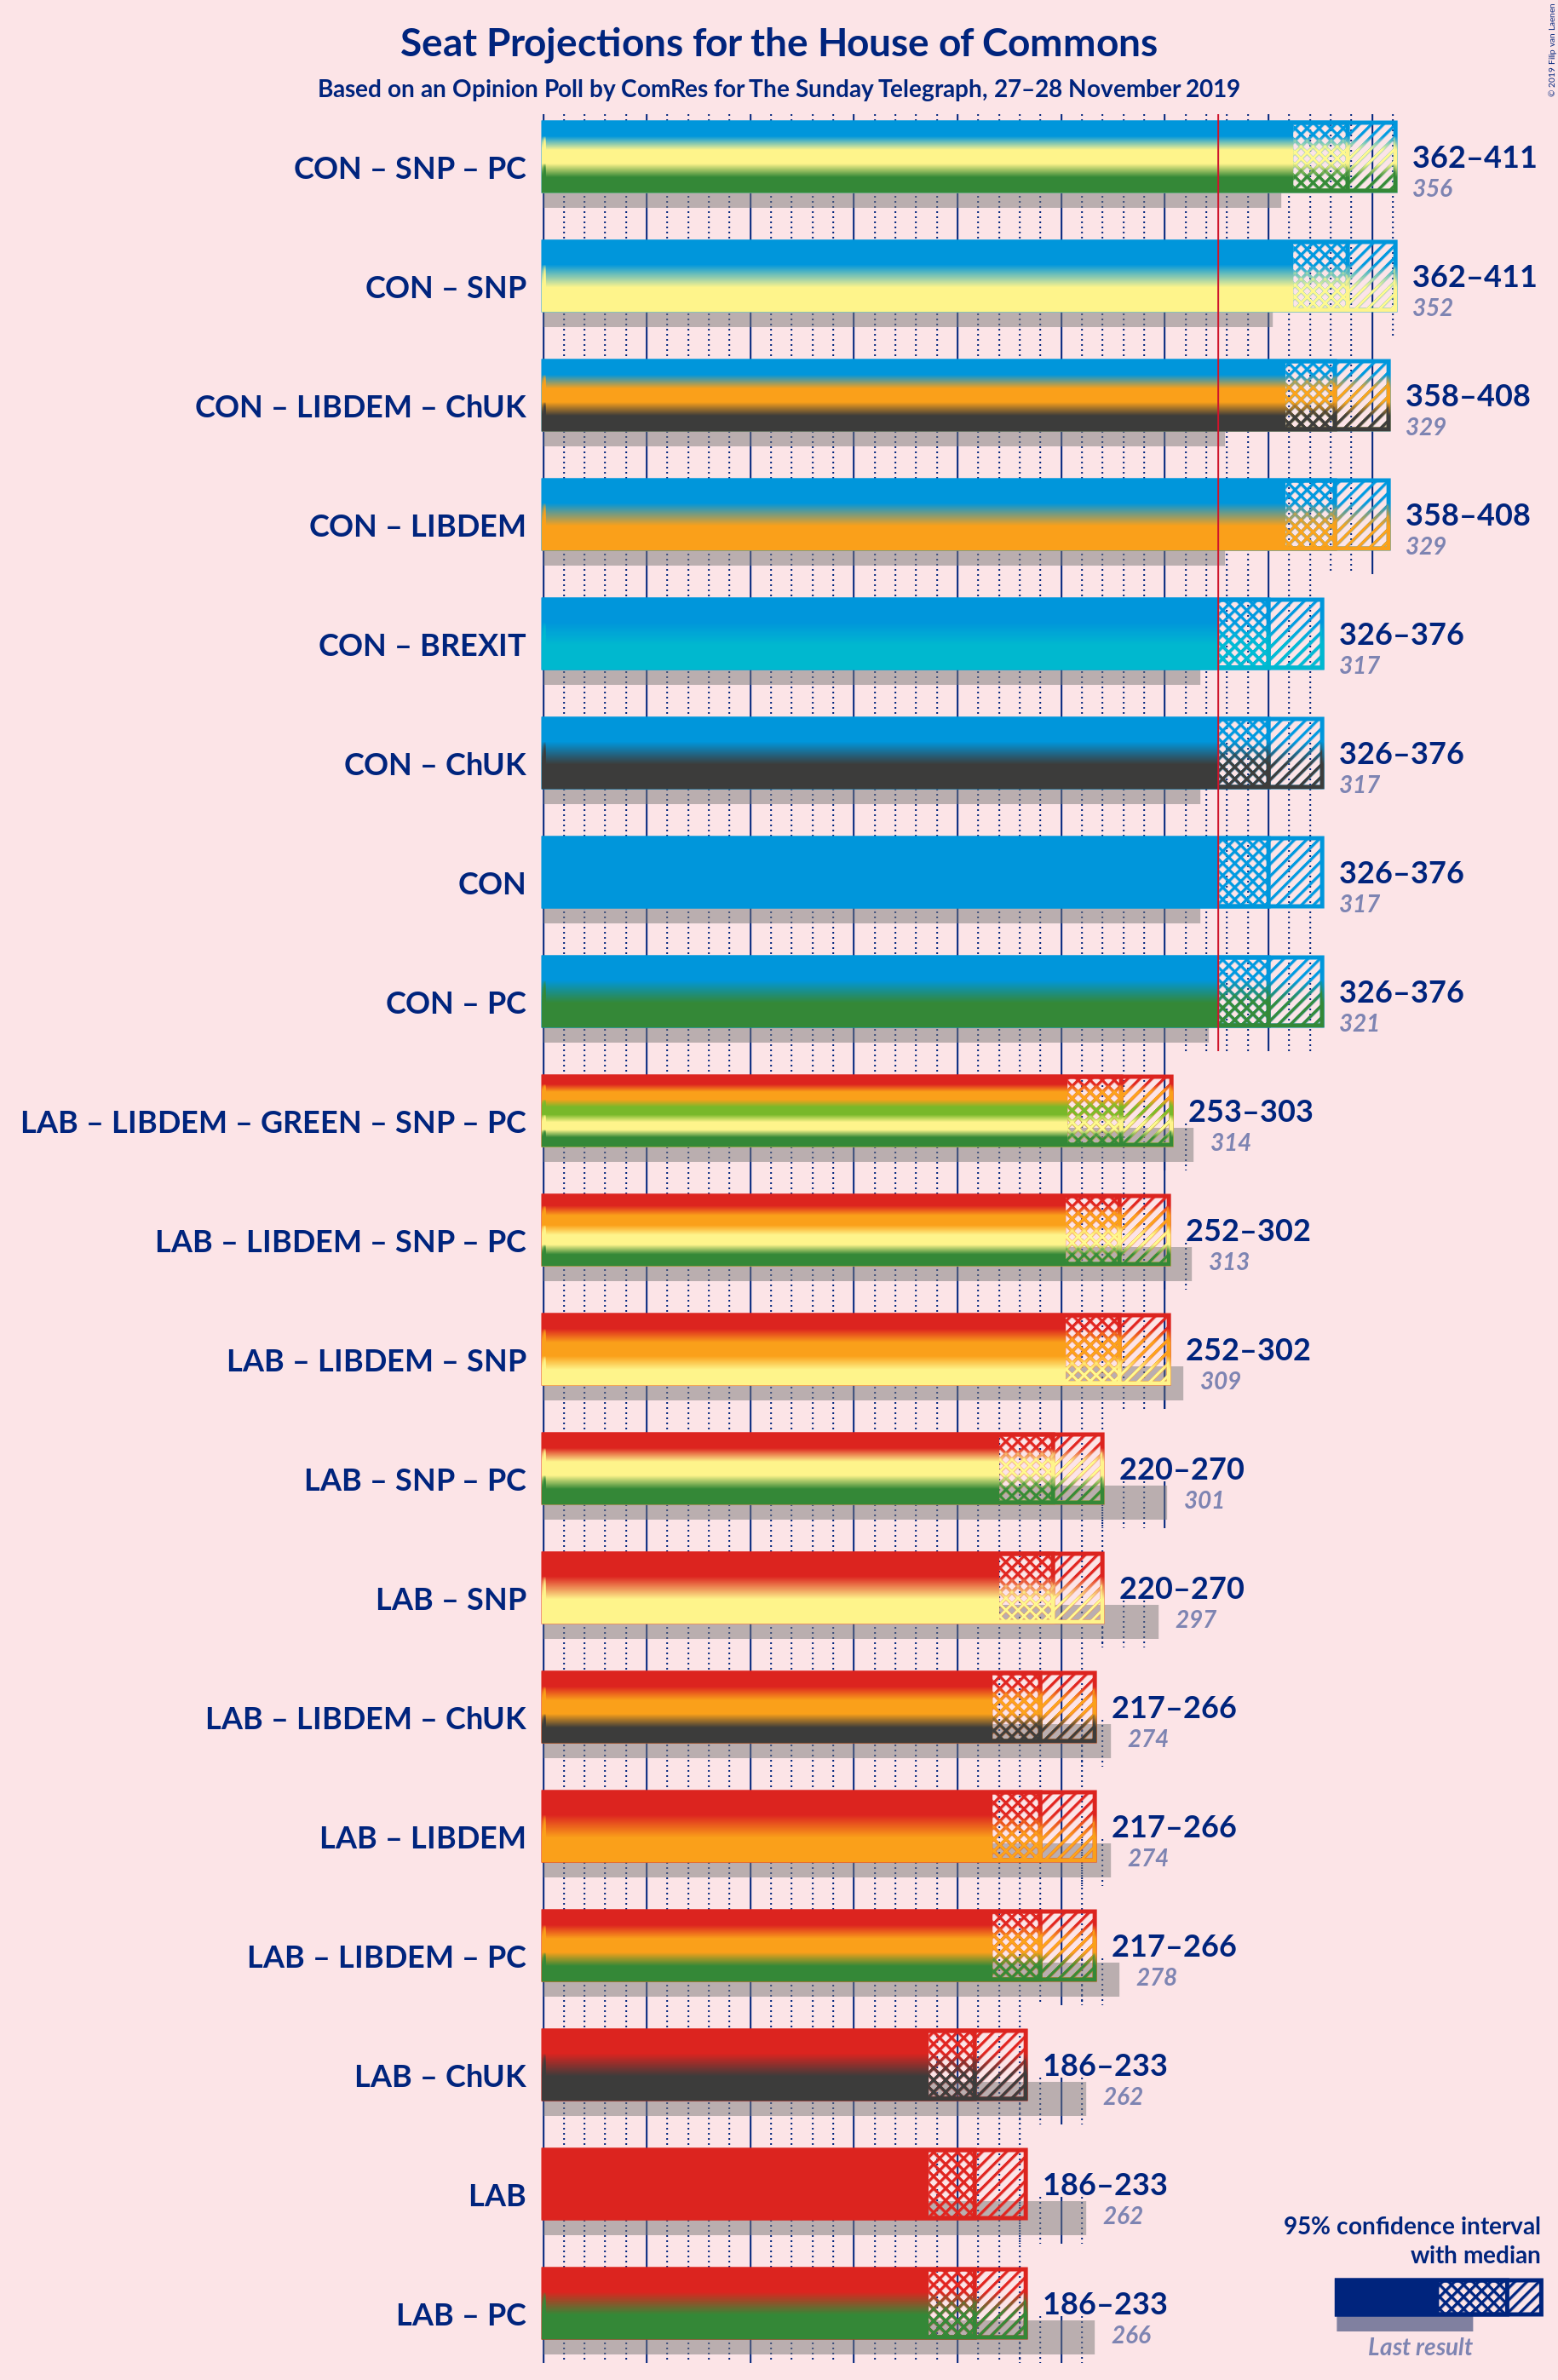 Seat Projections for the House of Commons
Based on an Opinion Poll by ComRes for The Sunday Telegraph, 27–28 November 2019
© 2019 Filip van Laenen
CON – SNP – PC
362–411
356
CON – SNP
362–411
352
CON – LIBDEM – ChUK
358–408
329
CON – LIBDEM
358–408
329
CON – BREXIT
326–376
317
CON – ChUK
326–376
317
CON
326–376
317
CON – PC
326–376
321
LAB – LIBDEM – GREEN – SNP – PC
253–303
314
LAB – LIBDEM – SNP – PC
252–302
313
LAB – LIBDEM – SNP
252–302
309
LAB – SNP – PC
220–270
301
LAB – SNP
220–270
297
LAB – LIBDEM – ChUK
217–266
274
LAB – LIBDEM
217–266
274
LAB – LIBDEM – PC
217–266
278
LAB – ChUK
186–233
262
LAB
186–233
262
LAB – PC
186–233
266
95% confidence interval
with median
Last result